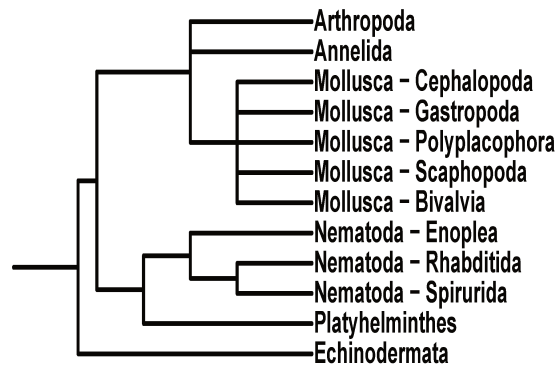 Arthropoda
Annelida
Mollusca – Cephalopoda
Mollusca – Gastropoda
Mollusca – Polyplacophora
Mollusca – Scaphopoda
Mollusca – Bivalvia
Nematoda – Enoplea
Nematoda – Rhabditida
Nematoda – Spirurida
Platyhelminthes
Echinodermata